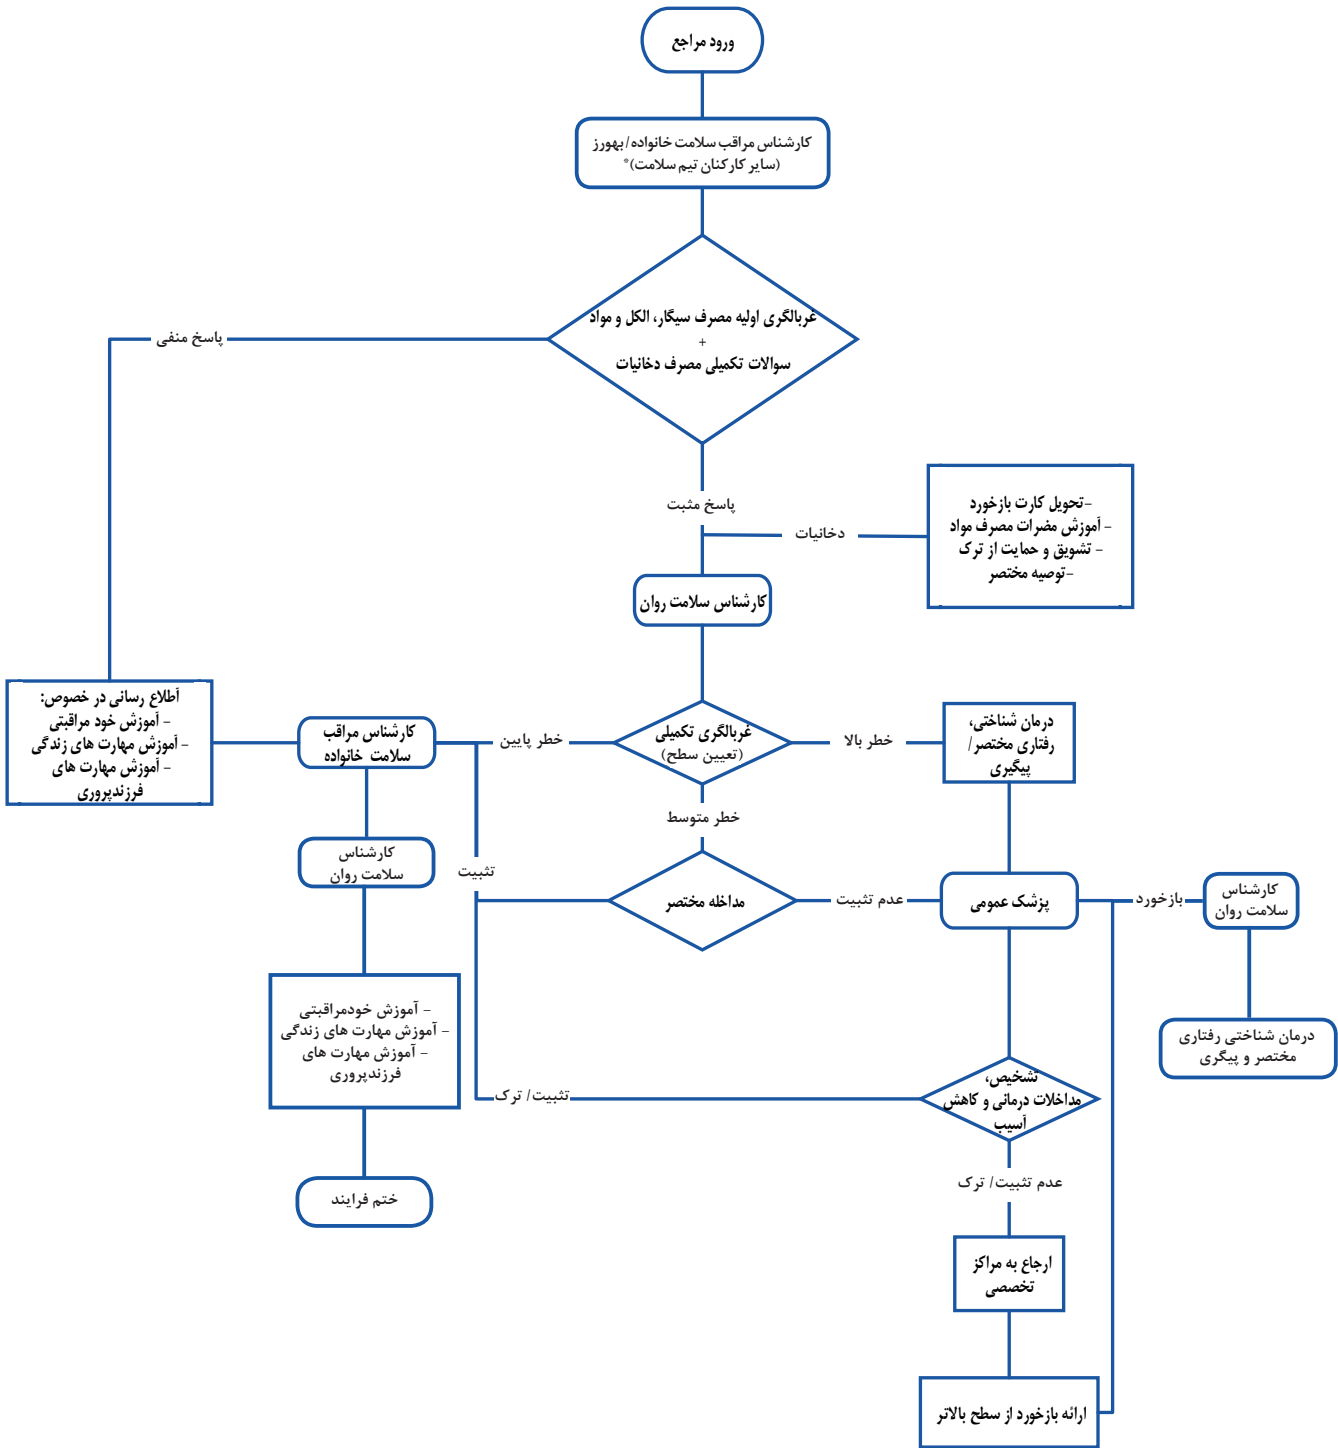 ورود مراجع
کارشناس مراقب سلامت خانواده/بهورز
(سایر کارکنان تیم سلامت)*
غربالگری اولیه مصرف سیگار، الکل و مواد
+
سوالات تکمیلی مصرف دخانیات
پاسخ منفی
پاسخ مثبت
دخانیات
-تحویل کارت بازخورد
- آموزش مضرات مصرف مواد
- تشویق و حمایت از ترک
-توصیه مختصر
کارشناس سلامت روان
غربالگری تکمیلی
(تعیین سطح)
خطر بالا
درمان شناختی،
رفتاری مختصر/
پیگیری
خطر پایین
کارشناس مراقب
سلامت خانواده
أطلاع رسانی در خصوص:
- آموزش خود مراقبتی
- آموزش مهارت های زندگی
- آموزش مهارت های
فرزندپروری
خطر متوسط
مداخله مختصر
تثبیت
عدم تثبیت
پزشک عمومی
بازخورد
کارشناس
سلامت روان
درمان شناختی رفتاری
مختصر و پیگری
کارشناس
سلامت روان
- آموزش خودمراقبتی
- آموزش مهارت های زندگی
- آموزش مهارت های
فرزندپروری
ختم فرایند
تشخیص،
مداخلات درمانی و کاهش
آسیب
تثبیت/ ترک
عدم تثبیت/ ترک
ارجاع به مراکز
تخصصی
ارائه بازخورد از سطح بالاتر